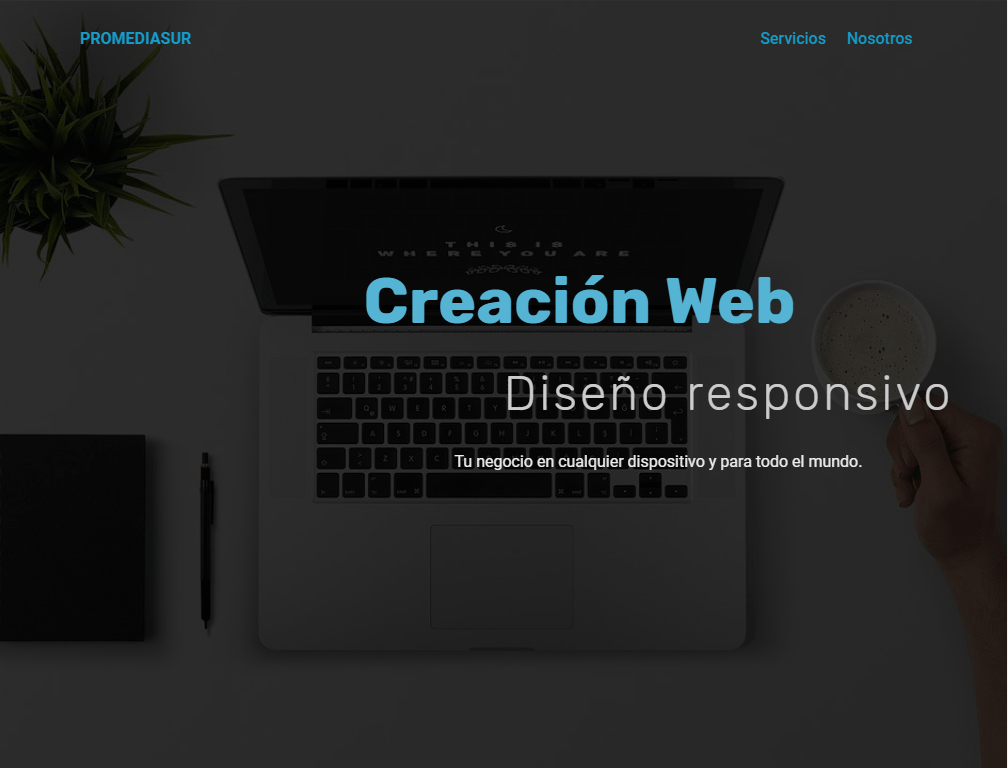 PROMEDIASUR
Servicios Nosotros
THIS IS
WHERE YOU ARE
Creación Web
Diseño responsivo
Tu negocio en cualquier dispositivo y para todo el mundo.